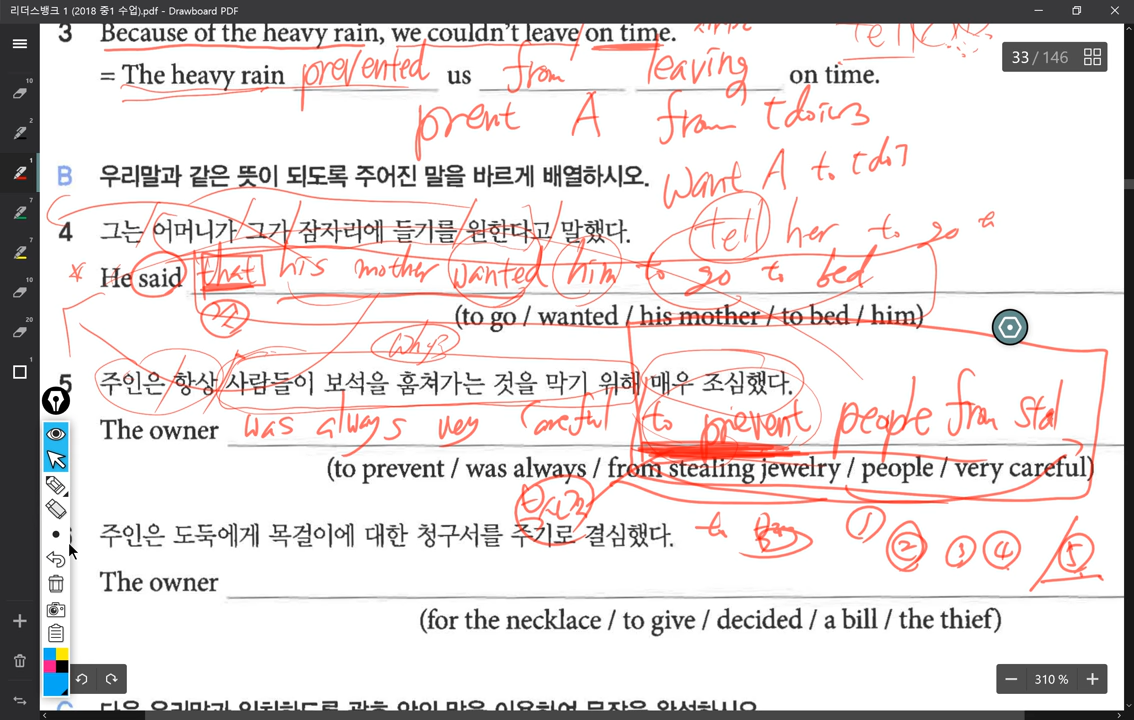 리더스뱅크 1 (2018 중1 수업).pdf - Drawboard PDF
33 / 146
3 Because of the heavy rain, we couldn't leave on time.
= The heavy rain prevented us from leaving on time.
A from
B 우리말과 같은 뜻이 되도록 주어진 말을 바르게 배열하시오.
want A to
4 그는 어머니가 그가 잠자리에 들기를 원한다고 말했다.
tell her to go
He said that his mother wanted him to go to bed
(to go / wanted / his mother / to bed / him)
5 주인은 항상 사람들이 보석을 훔쳐가는 것을 막기 위해 매우 조심했다.
The owner was always very careful to prevent people from
(to prevent / was always / from stealing jewelry / people / very careful)
주인은 도둑에게 목걸이에 대한 청구서를 주기로 결심했다.
to
① ② ③ ④ ⑤
The owner
(for the necklace / to give / decided / a bill / the thief)
310 %